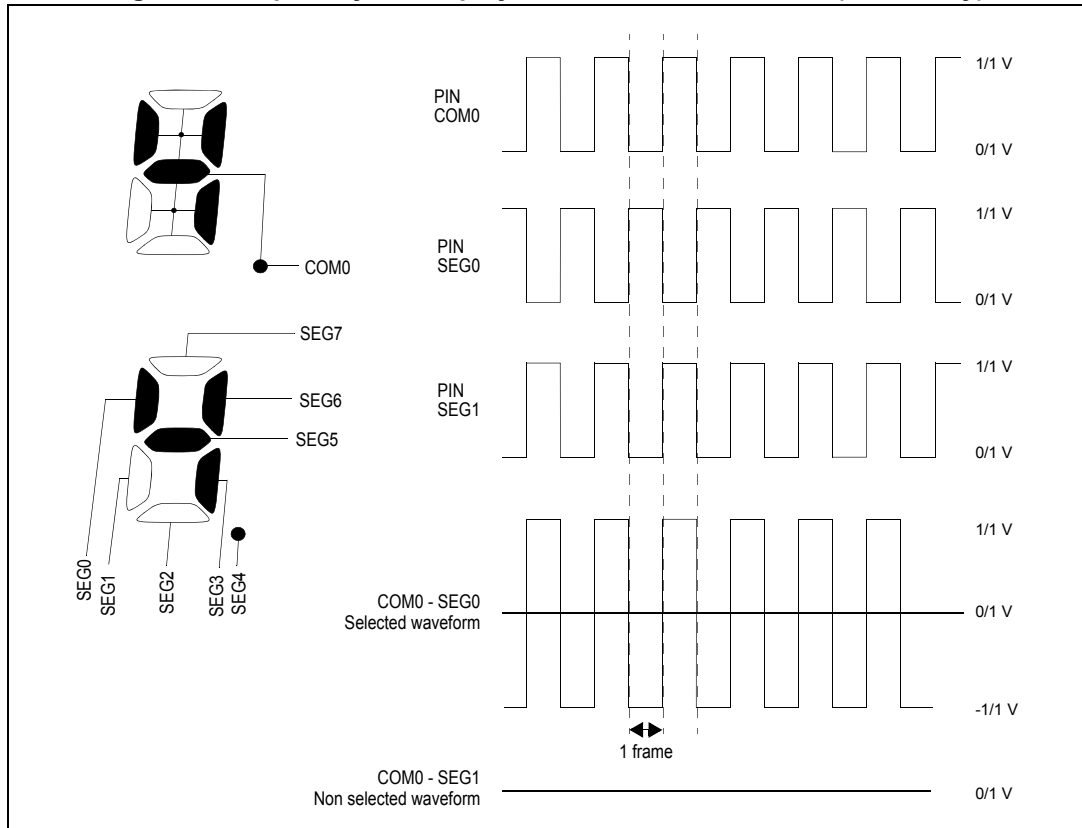 PIN
COM0
1/1 V
0/1 V
PIN
SEG0
1/1 V
0/1 V
COM0
SEG7
SEG6
SEG5
SEG0
SEG1
SEG2
SEG3
SEG4
PIN
SEG1
1/1 V
0/1 V
COM0 - SEG0
Selected waveform
1/1 V
0/1 V
-1/1 V
1 frame
COM0 - SEG1
Non selected waveform
0/1 V